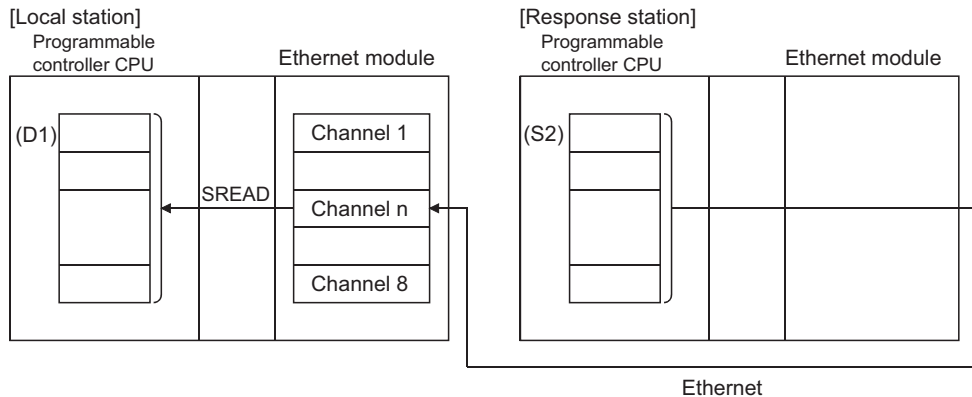 [Local station]
Programmable
controller CPU
Ethernet module
(D1)
SREAD
Channel 1
Channel n
Channel 8
[Response station]
Programmable
controller CPU
Ethernet module
(S2)
Ethernet